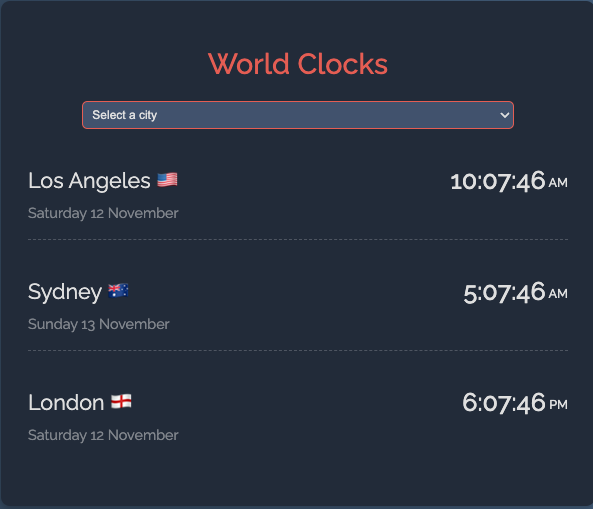 World Clocks
Select a city
Los Angeles 🇺🇸 10:07:46 AM
Saturday 12 November
Sydney 🇦🇺 5:07:46 AM
Sunday 13 November
London 🏴󠁧󠁢󠁥󠁮󠁧󠁿 6:07:46 PM
Saturday 12 November